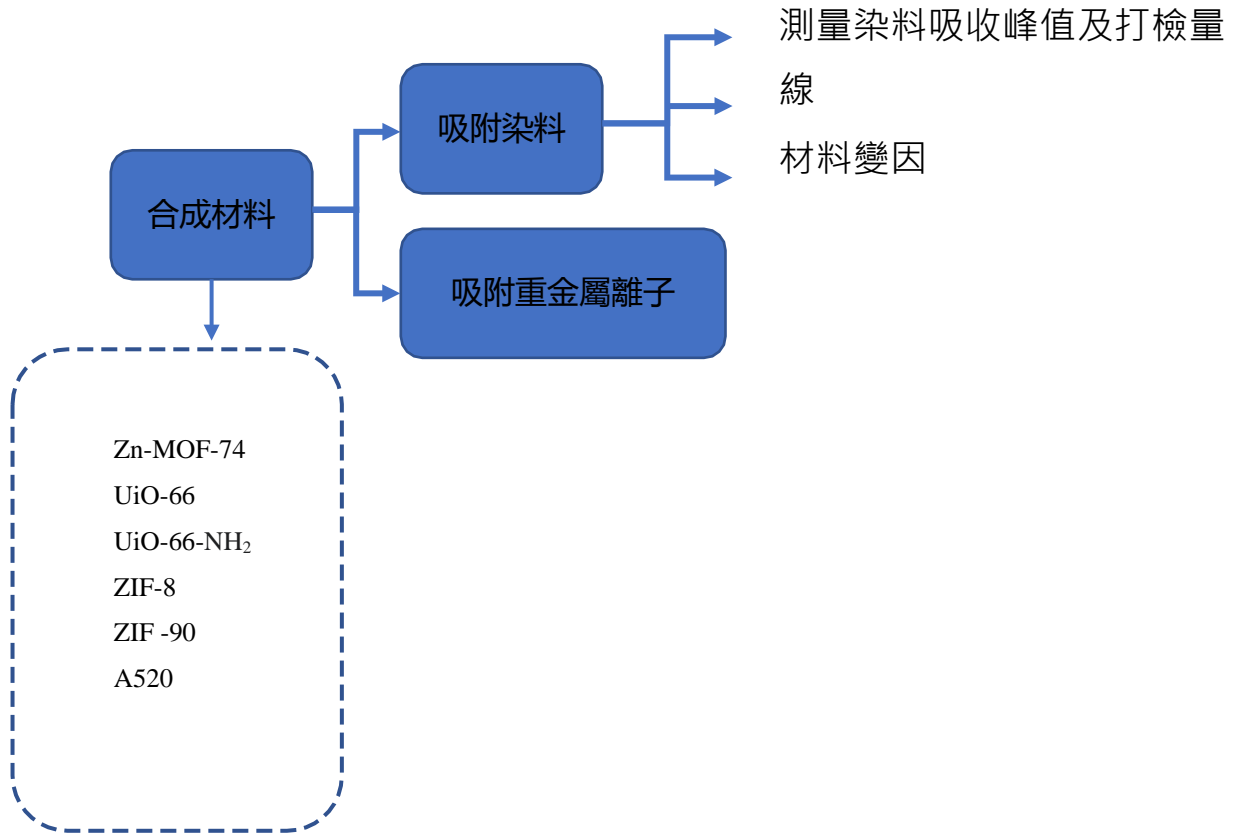 測量染料吸收峰值及打檢量
線
材料變因
吸附染料
合成材料
吸附重金屬離子
Zn-MOF-74
UiO-66
UiO-66-NH₂
ZIF-8
ZIF -90
A520